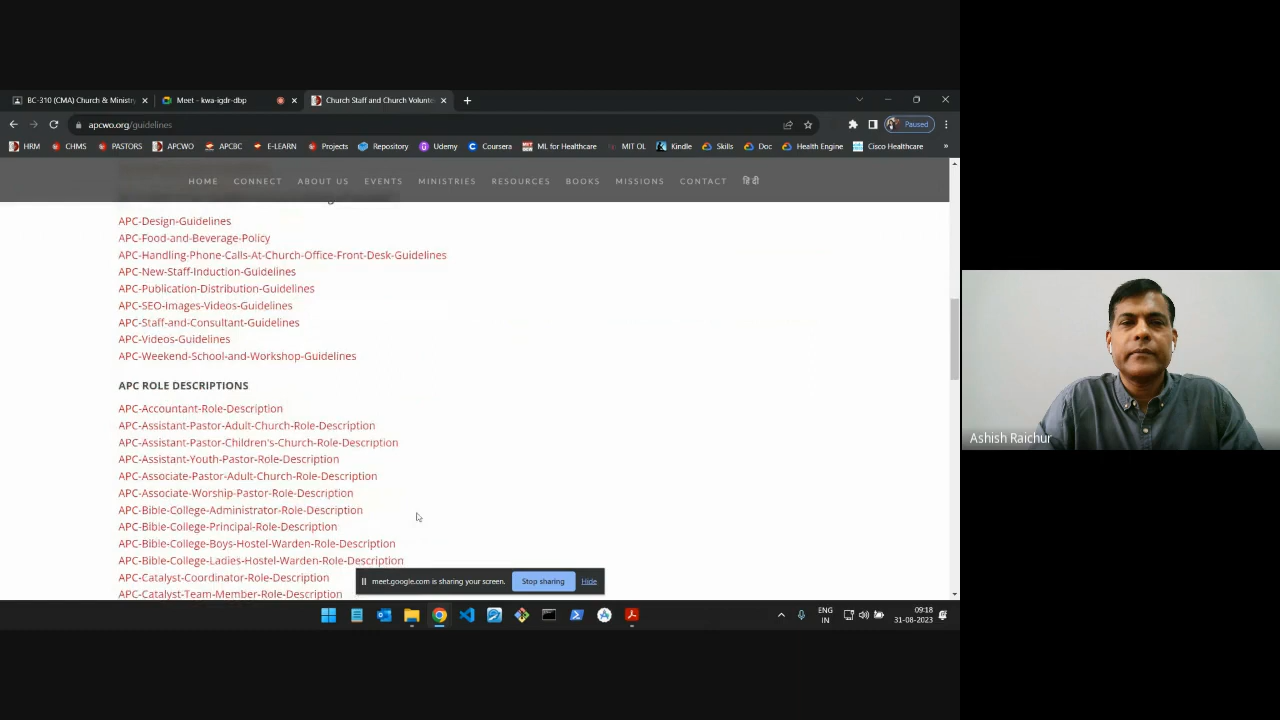 BC-310 (CMA) Church & Ministry
Meet - kwa-igdr-dbp
Church Staff and Church Volunte
apcwo.org/guidelines
Paused
HRM
CHMS
PASTORS
APCWO
APCBC
E-LEARN
Projects
Repository
Udemy
Coursera
ML for Healthcare
MIT OL
Kindle
Skills
Doc
Health Engine
Cisco Healthcare
HOME CONNECT ABOUT US EVENTS MINISTRIES RESOURCES BOOKS MISSIONS CONTACT हिंदी
APC-Design-Guidelines
APC-Food-and-Beverage-Policy
APC-Handling-Phone-Calls-At-Church-Office-Front-Desk-Guidelines
APC-New-Staff-Induction-Guidelines
APC-Publication-Distribution-Guidelines
APC-SEO-Images-Videos-Guidelines
APC-Staff-and-Consultant-Guidelines
APC-Videos-Guidelines
APC-Weekend-School-and-Workshop-Guidelines
APC ROLE DESCRIPTIONS
APC-Accountant-Role-Description
APC-Assistant-Pastor-Adult-Church-Role-Description
APC-Assistant-Pastor-Children's-Church-Role-Description
APC-Assistant-Youth-Pastor-Role-Description
APC-Associate-Pastor-Adult-Church-Role-Description
APC-Associate-Worship-Pastor-Role-Description
APC-Bible-College-Administrator-Role-Description
APC-Bible-College-Principal-Role-Description
APC-Bible-College-Boys-Hostel-Warden-Role-Description
APC-Bible-College-Ladies-Hostel-Warden-Role-Description
APC-Catalyst-Coordinator-Role-Description
APC-Catalyst-Team-Member-Role-Description
meet.google.com is sharing your screen.
Stop sharing
Hide
ENG
IN
09:18
31-08-2023
Ashish Raichur